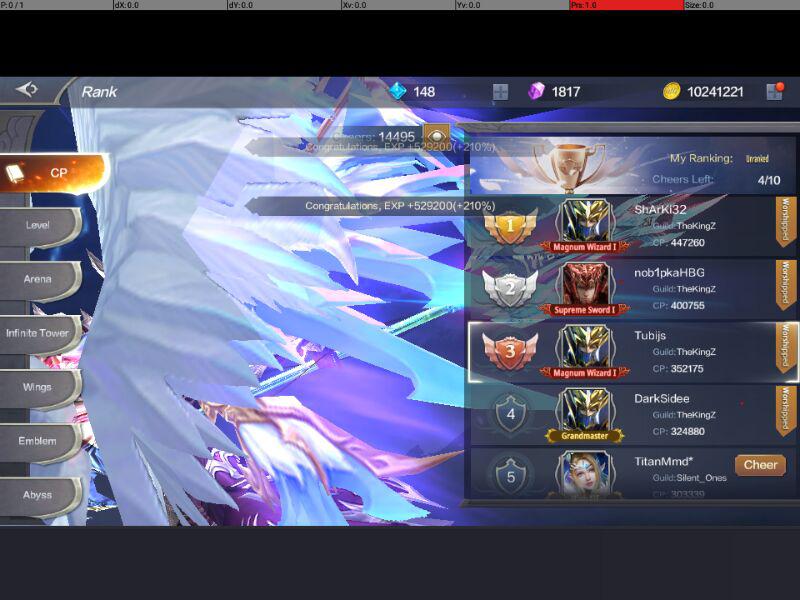 P: 0 / 1 dX: 0.0 dY: 0.0 Xv: 0.0 Yv: 0.0 Prs: 1.0 Size: 0.0
Rank 148 1817 10241221
14495
Congratulations, EXP +529200(+210%)
Congratulations, EXP +529200(+210%)
My Ranking: Unranked
Cheers Left: 4/10
CP
Level
Arena
Infinite Tower
Wings
Emblem
Abyss
1
Magnum Wizard I
ShArKi32
Guild:TheKingZ
CP: 447260
Worshipped
2
Supreme Sword I
nob1pkaHBG
Guild:TheKingZ
CP: 400755
Worshipped
3
Magnum Wizard I
Tubijs
Guild:TheKingZ
CP: 352175
Worshipped
4
Grandmaster
DarkSidee
Guild:TheKingZ
CP: 324880
Worshipped
5
TitanMmd*
Guild:Silent_Ones
CP: 303339
Cheer